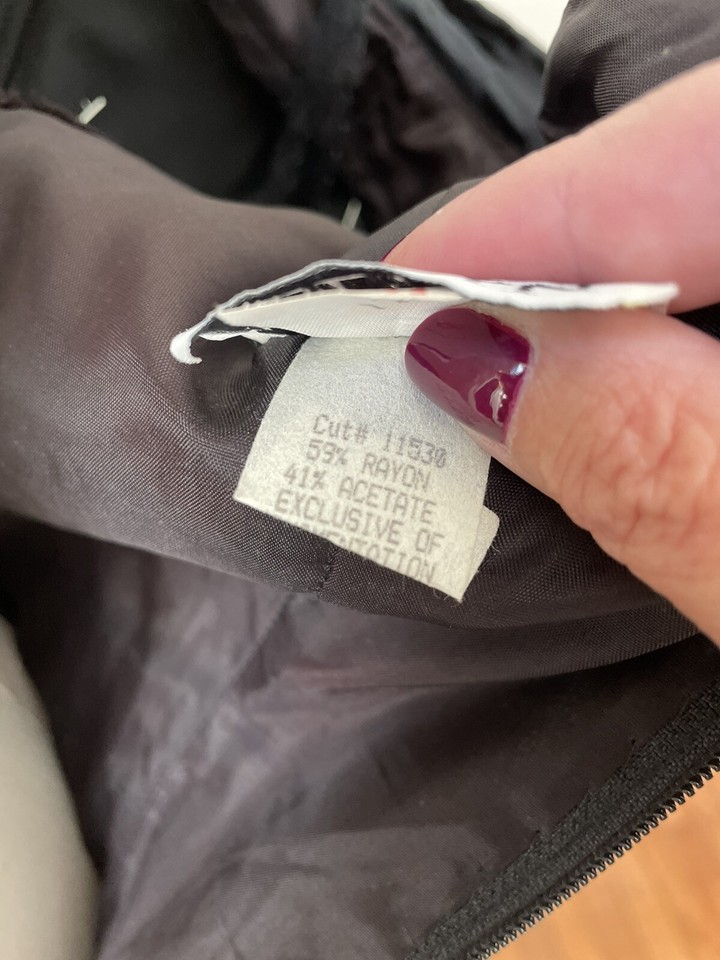 Cut# 11530
59% RAYON
41% ACETATE
EXCLUSIVE OF